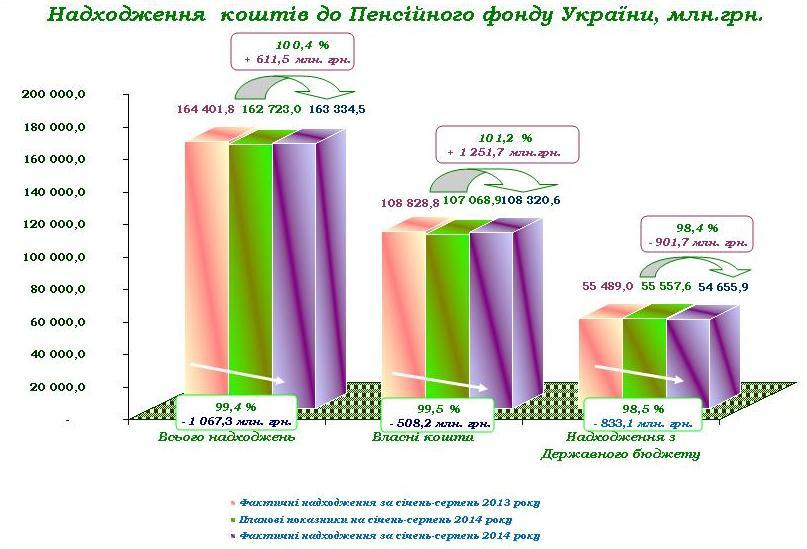 Надходження коштів до Пенсійного фонду України, млн.грн.
100,4 %
+ 611,5 млн. грн.
200 000,0
164 401,8 162 723,0 163 334,5
180 000,0
101,2 %
+ 1 251,7 млн.грн.
160 000,0
140 000,0
108 828,8 107 068,9 108 320,6
120 000,0
98,4 %
- 901,7 млн. грн.
100 000,0
55 489,0 55 557,6 54 655,9
80 000,0
60 000,0
40 000,0
20 000,0
-
99,4 %
- 1 067,3 млн. грн.
99,5 %
- 508,2 млн. грн.
98,5 %
- 833,1 млн. грн.
Всього надходжень
Власні кошти
Надходження з
Державного бюджету
Фактичні надходження за січень-серпень 2013 року
Планові показники на січень-серпень 2014 року
Фактичні надходження за січень-серпень 2014 року